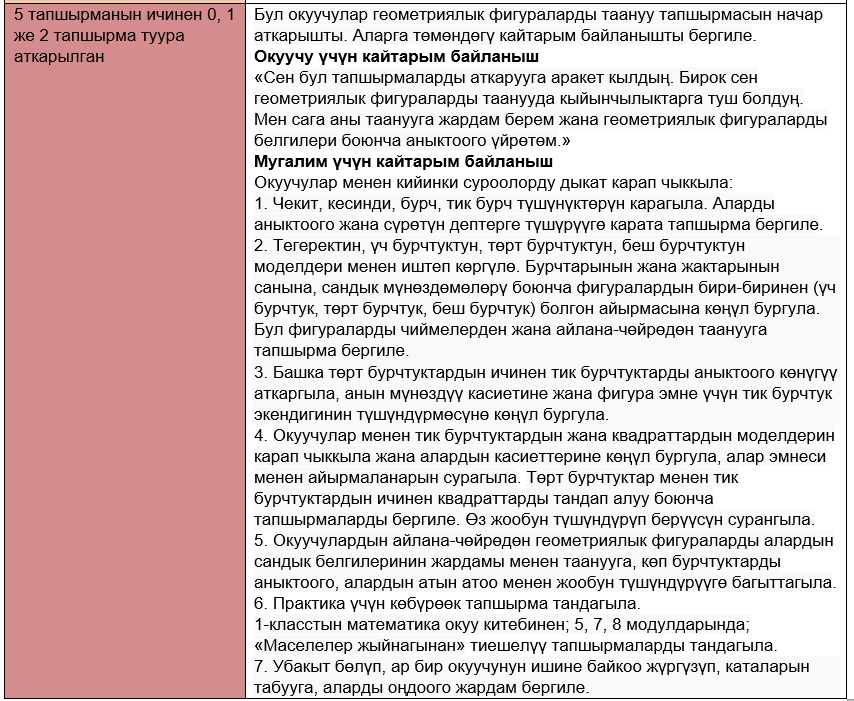 5 тапшырманын ичинен 0, 1
же 2 тапшырма туура
аткарылган
Бул окуучулар геометриялык фигураларды таануу тапшырмасын начар
аткарышты. Аларга төмөндөгү кайтарым байланышты бергиле.
Окуучу үчүн кайтарым байланыш
«Сен бул тапшырмаларды аткарууга аракет кылдың. Бирок сен
геометриялык фигураларды таанууда кыйынчылыктарга туш болдуң.
Мен сага аны таанууга жардам берем жана геометриялык фигураларды
белгилери боюнча аныктоого үйрөтөм.»
Мугалим үчүн кайтарым байланыш
Окуучулар менен кийинки суроолорду дыкат карап чыккыла:
1. Чекит, кесинди, бурч, тик бурч түшүнүктөрүн карагыла. Аларды
аныктоого жана сүрөтүн дептерге түшүрүүгө карата тапшырма бергиле.
2. Тегеректин, үч бурчтуктун, төрт бурчтуктун, беш бурчтуктун
моделдери менен иштеп көргүлө. Бурчтарынын жана жактарынын
санына, сандык мүнөздөмөлөрү боюнча фигуралардын бири-биринен (үч
бурчтук, төрт бурчтук, беш бурчтук) болгон айырмасына көңүл бургула.
Бул фигураларды чиймелерден жана айлана-чөйрөдөн таанууга
тапшырма бергиле.
3. Башка төрт бурчтуктардын ичинен тик бурчтуктарды аныктоого көнүгүү
аткаргыла, анын мүнөздүү касиетине жана фигура эмне үчүн тик бурчтук
экендигинин түшүндүрмөсүнө көңүл бургула.
4. Окуучулар менен тик бурчтуктардын жана квадраттардын моделдерин
карап чыккыла жана алардын касиеттерине көңүл бургула, алар эмнеси
менен айырмаланарын сурагыла. Төрт бурчтуктар менен тик
бурчтуктардын ичинен квадраттарды тандап алуу боюнча
тапшырмаларды бергиле. Өз жообун түшүндүрүп берүүсүн сурангыла.
5. Окуучулардын айлана-чөйрөдөн геометриялык фигураларды алардын
сандык белгилеринин жардамы менен таанууга, көп бурчтуктарды
аныктоого, алардын атын атоо менен жообун түшүндүрүүгө багыттагыла.
6. Практика үчүн көбүрөөк тапшырма тандагыла.
1-класстын математика окуу китебинен; 5, 7, 8 модулдарында;
«Маселелер жыйнагынан» тиешелүү тапшырмаларды тандагыла.
7. Убакыт бөлүп, ар бир окуучунун ишине байкоо жүргүзүп, каталарын
табууга, аларды оңдоого жардам бергиле.